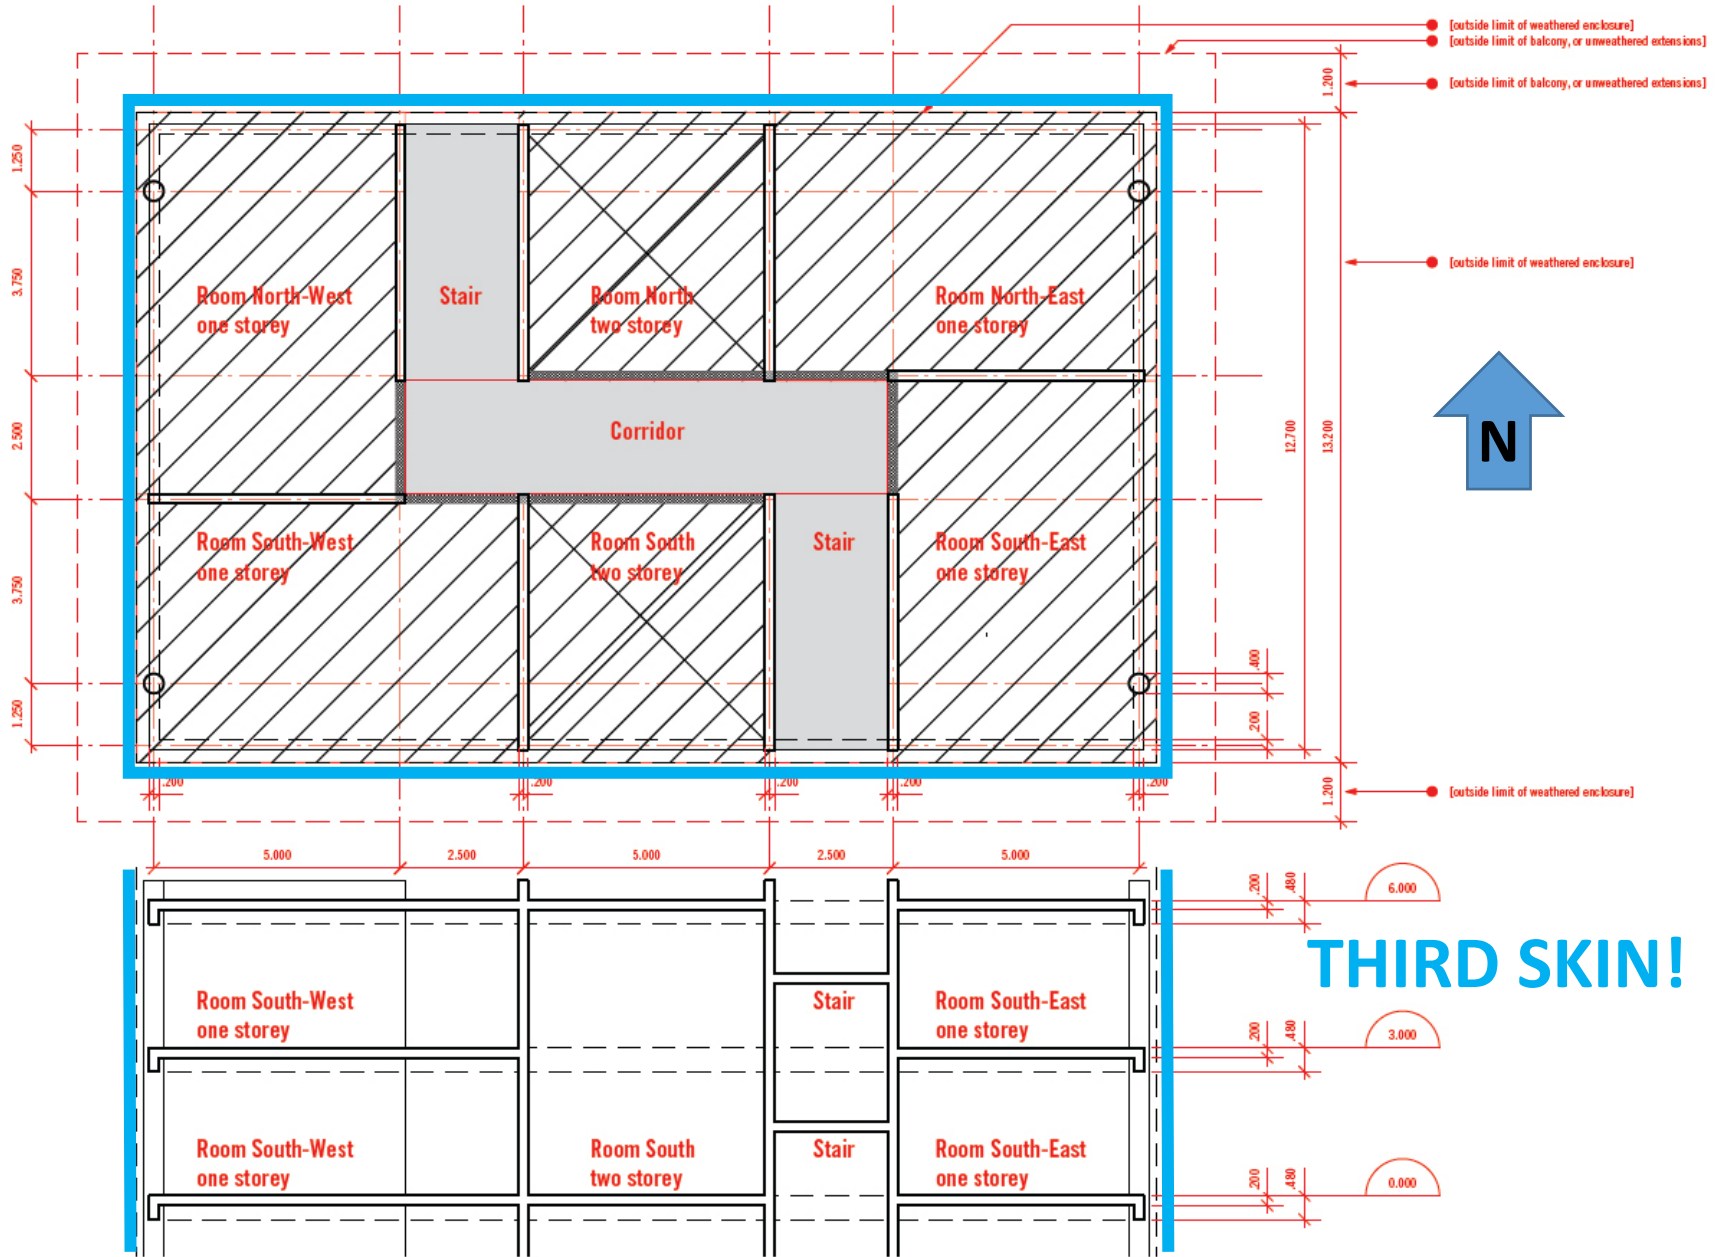 [outside limit of weathered enclosure]
[outside limit of balcony, or unweathered extensions]
1.200
[outside limit of balcony, or unweathered extensions]
1.250
3.750
2.500
3.750
1.250
Room North-West
one storey
Stair
Room North
two storey
Room North-East
one storey
[outside limit of weathered enclosure]
12.700
13.200
N
Corridor
Room South-West
one storey
Room South
two storey
Stair
Room South-East
one storey
.400
.200
.200
.200
.200
.200
.200
1.200
[outside limit of weathered enclosure]
5.000
2.500
5.000
2.500
5.000
.200
.480
6.000
THIRD SKIN!
Room South-West
one storey
Stair
Room South-East
one storey
.200
.480
3.000
Room South-West
one storey
Room South
two storey
Stair
Room South-East
one storey
.200
.480
0.000